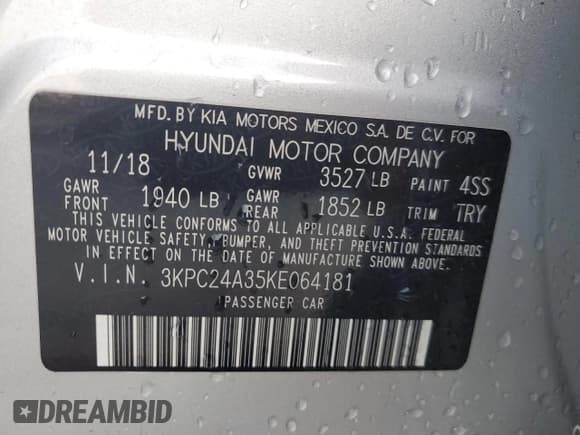 MFD. BY KIA MOTORS MEXICO S.A. DE C.V. FOR
HYUNDAI MOTOR COMPANY
11/18 GVWR 3527 LB PAINT 4SS
GAWR FRONT 1940 LB GAWR REAR 1852 LB TRIM TRY
THIS VEHICLE CONFORMS TO ALL APPLICABLE U.S.A. FEDERAL
MOTOR VEHICLE SAFETY, BUMPER, AND THEFT PREVENTION STANDARDS
IN EFFECT ON THE DATE OF MANUFACTURE SHOWN ABOVE.
V.I.N. 3KPC24A35KE064181
PASSENGER CAR
DREAMBID